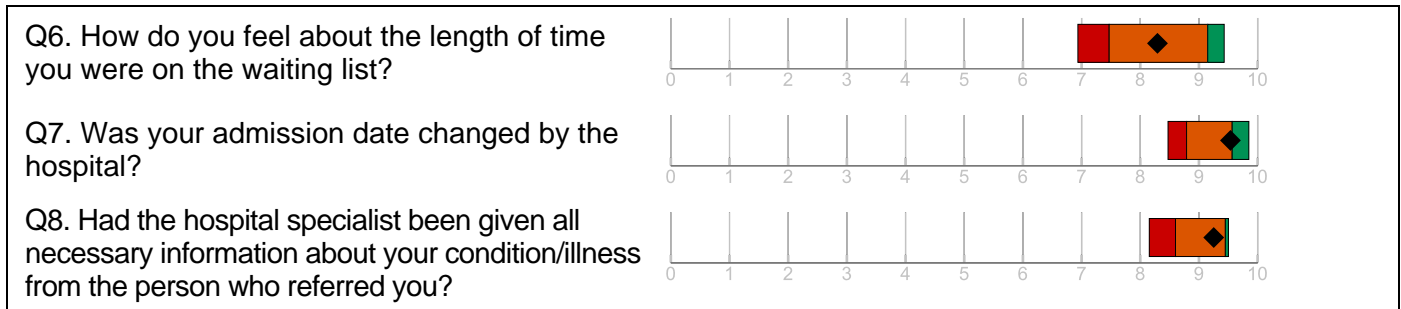 Q6. How do you feel about the length of time
you were on the waiting list?
0 1 2 3 4 5 6 7 8 9 10
Q7. Was your admission date changed by the
hospital?
0 1 2 3 4 5 6 7 8 9 10
Q8. Had the hospital specialist been given all
necessary information about your condition/illness
from the person who referred you?
0 1 2 3 4 5 6 7 8 9 10